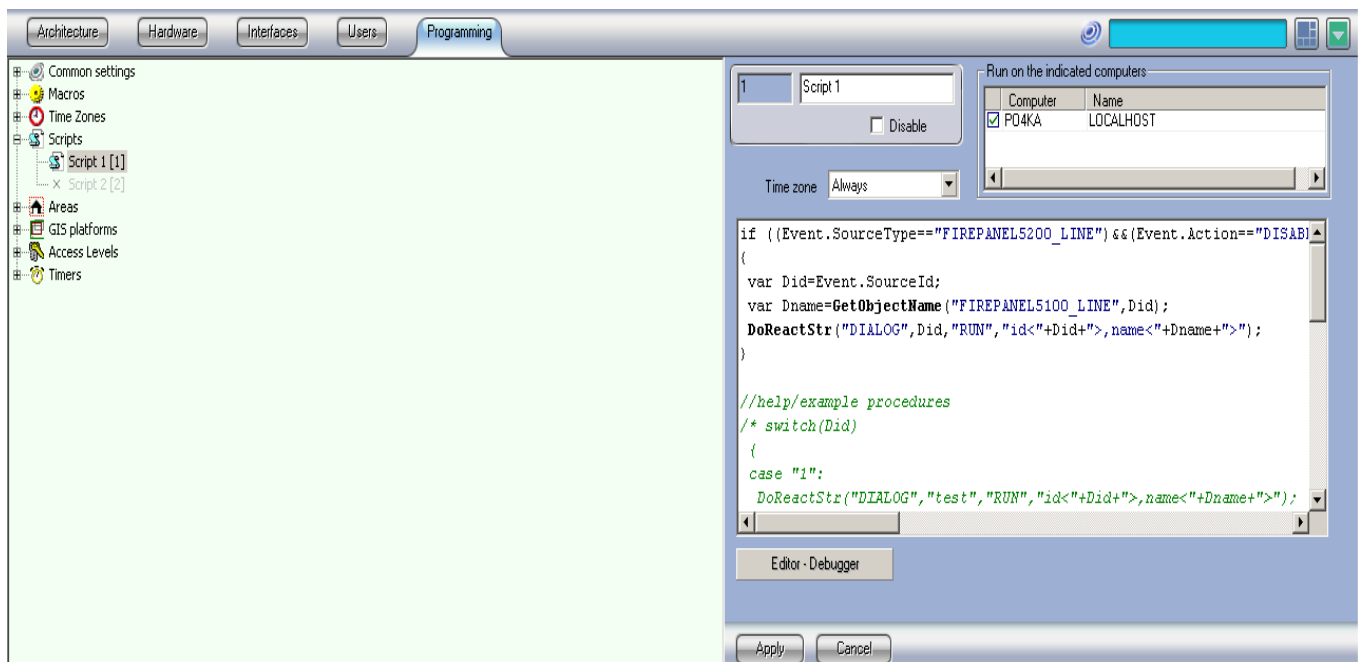 Architecture Hardware Interfaces Users Programming
Common settings
Macros
Time Zones
Scripts
Script 1 [1]
Script 2 [2]
Areas
GIS platforms
Access Levels
Timers
1 Script 1
Disable
Run on the indicated computers
Computer Name
PO4KA LOCALHOST
Time zone Always
if ((Event.SourceType=="FIREPANEL5200_LINE")&&(Event.Action=="DISABL
{
var Did=Event.SourceId;
var Dname=GetObjectName("FIREPANEL5100_LINE",Did);
DoReactStr("DIALOG",Did,"RUN","id<"+Did+">,name<"+Dname+">");
}
//help/example procedures
/* switch(Did)
{
case "1":
DoReactStr("DIALOG","test","RUN","id<"+Did+">,name<"+Dname+">");
Editor - Debugger
Apply Cancel